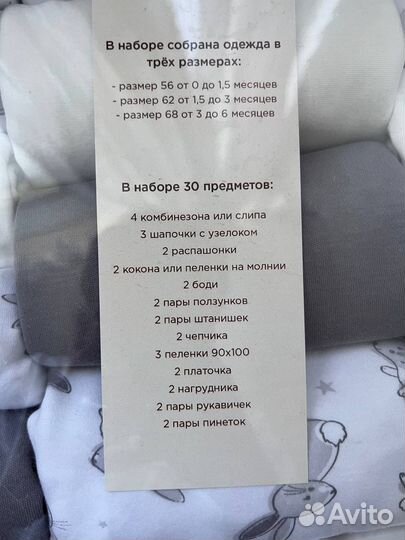 В наборе собрана одежда в
трёх размерах:
- размер 56 от 0 до 1,5 месяцев
- размер 62 от 1,5 до 3 месяцев
- размер 68 от 3 до 6 месяцев
В наборе 30 предметов:
4 комбинезона или слипа
3 шапочки с узелоком
2 распашонки
2 кокона или пеленки на молнии
2 боди
2 пары ползунков
2 пары штанишек
2 чепчика
3 пеленки 90х100
2 платочка
2 нагрудника
2 пары рукавичек
2 пары пинеток
Avito